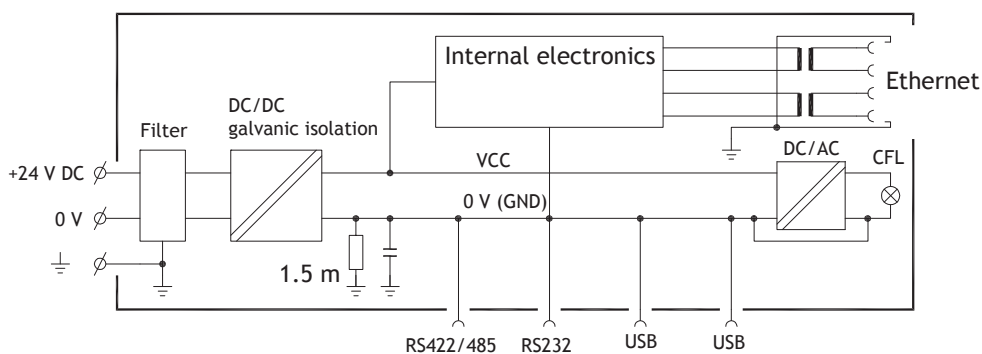 Internal electronics
Ethernet
DC/DC
galvanic isolation
Filter
DC/AC
CFL
VCC
+24 V DC
0 V (GND)
0 V
1.5 m
RS422/485
RS232
USB
USB